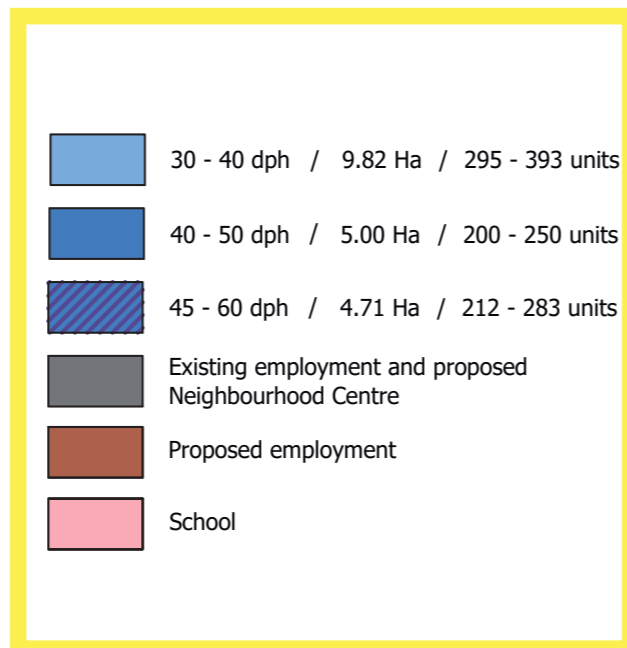 30 - 40 dph / 9.82 Ha / 295 - 393 units
40 - 50 dph / 5.00 Ha / 200 - 250 units
45 - 60 dph / 4.71 Ha / 212 - 283 units
Existing employment and proposed
Neighbourhood Centre
Proposed employment
School